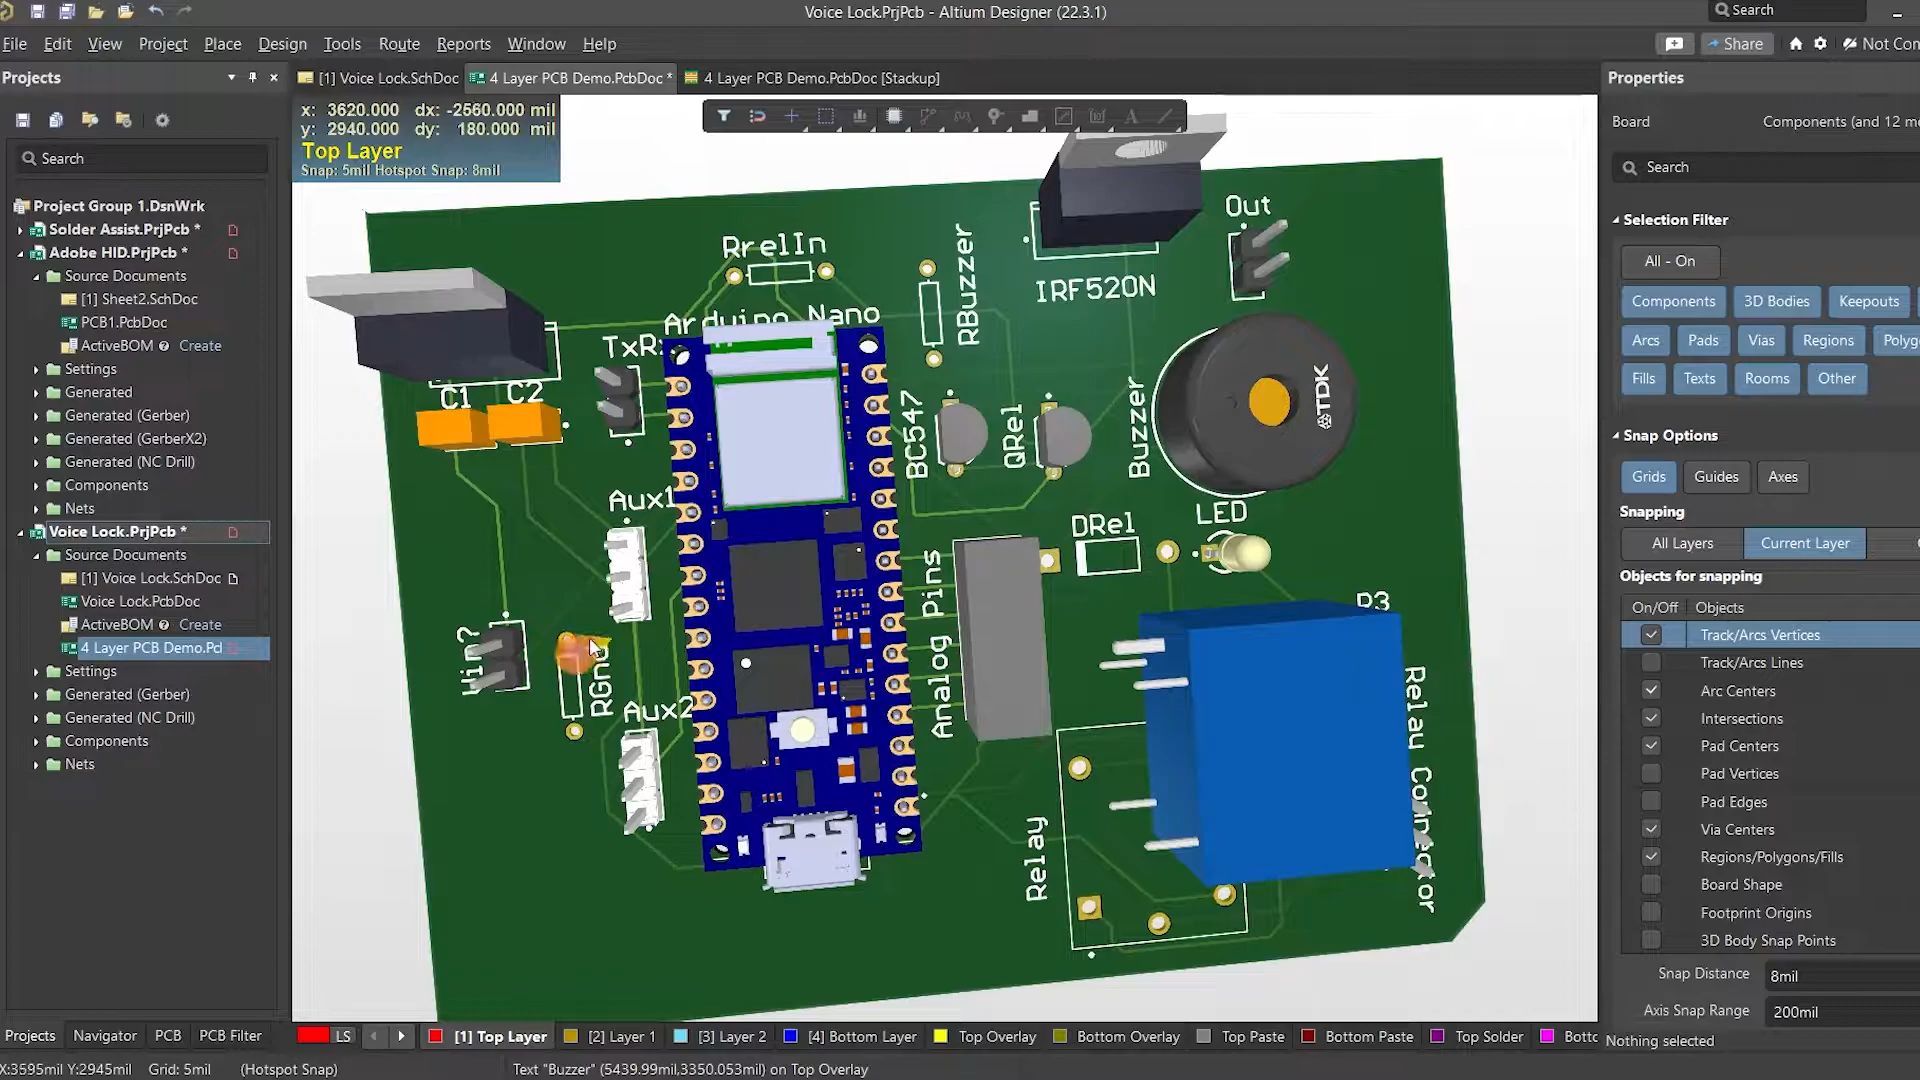 Voice Lock.PrjPcb - Altium Designer (22.3.1)
Search
File Edit View Project Place Design Tools Route Reports Window Help
Share
Not Con
Projects
[1] Voice Lock.SchDoc
4 Layer PCB Demo.PcbDoc *
4 Layer PCB Demo.PcbDoc [Stackup]
Properties
x: 3620.000 dx: -2560.000 mil
y: 2940.000 dy: 180.000 mil
Top Layer
Snap: 5mil Hotspot Snap: 8mil
Board
Components (and 12 mo
Search
Search
Project Group 1.DsnWrk
Solder Assist.PrjPcb *
Adobe HID.PrjPcb *
Source Documents
[1] Sheet2.SchDoc
PCB1.PcbDoc
ActiveBOM Create
Settings
Generated
Generated (Gerber)
Generated (GerberX2)
Generated (NC Drill)
Components
Nets
Voice Lock.PrjPcb *
Source Documents
[1] Voice Lock.SchDoc
Voice Lock.PcbDoc
ActiveBOM Create
4 Layer PCB Demo.Pcl
Settings
Generated (Gerber)
Generated (NC Drill)
Components
Nets
RrelIn
RBuzzer
IRF520N
Out
Arduino Nano
TxRx
C1
C2
BC547
QRel
Buzzer
TDK
Aux1
DRel
LED
Analog Pins
RGnd
Aux2
Relay
Relay Connector
Selection Filter
All - On
Components 3D Bodies Keepouts
Arcs Pads Vias Regions Polyg
Fills Texts Rooms Other
Snap Options
Grids Guides Axes
Snapping
All Layers Current Layer
Objects for snapping
On/Off Objects
Track/Arcs Vertices
Track/Arcs Lines
Arc Centers
Intersections
Pad Centers
Pad Vertices
Pad Edges
Via Centers
Regions/Polygons/Fills
Board Shape
Footprint Origins
3D Body Snap Points
Snap Distance 8mil
Axis Snap Range 200mil
Nothing selected
Projects Navigator PCB PCB Filter
LS
[1] Top Layer [2] Layer 1 [3] Layer 2 [4] Bottom Layer Top Overlay Bottom Overlay Top Paste Bottom Paste Top Solder Bottc
X:3595mil Y:2945mil Grid: 5mil (Hotspot Snap)
Text "Buzzer" (5439.99mil,3350.053mil) on Top Overlay